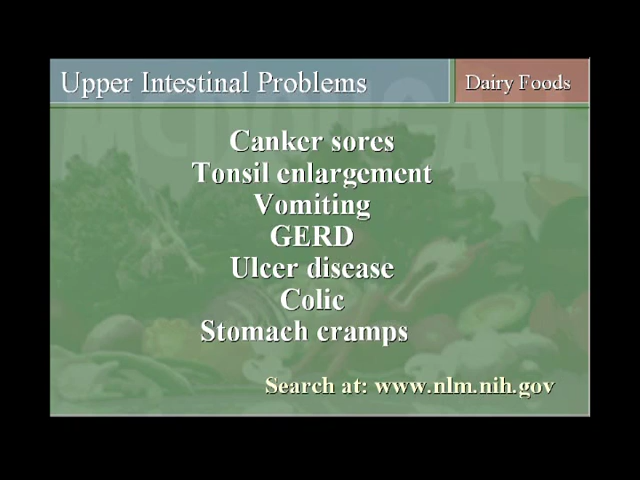 Upper Intestinal Problems
Dairy Foods
McDOUGALL
Canker sores
Tonsil enlargement
Vomiting
GERD
Ulcer disease
Colic
Stomach cramps
Search at: www.nlm.nih.gov